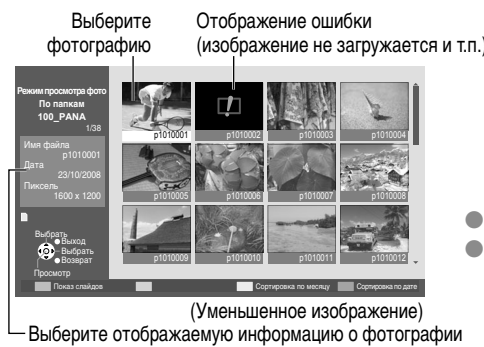 Выберите
фотографию
Отображение ошибки
(изображение не загружается и т.п.)
Режим просмотра фото
По папкам
100_PANA
1/38
Имя файла
p1010001
Дата
23/10/2008
Пиксель
1600 x 1200
Выбрать
Выход
Выбрать
Возврат
Просмотр
p1010001 p1010002 p1010003 p1010004
p1010005 p1010006 p1010007 p1010008
p1010009 p1010010 p1010011 p1010012
Показ слайдов Сортировка по месяцу Сортировка по дате
(Уменьшенное изображение)
Выберите отображаемую информацию о фотографии